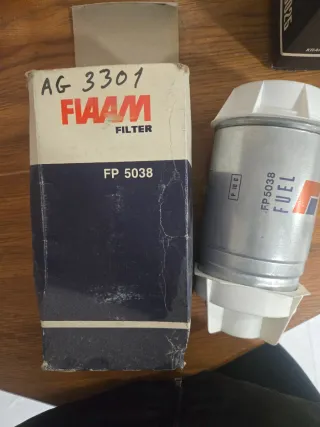 AG 3301
FIAAM
FILTER
FP 5038
FP 5038
FUEL